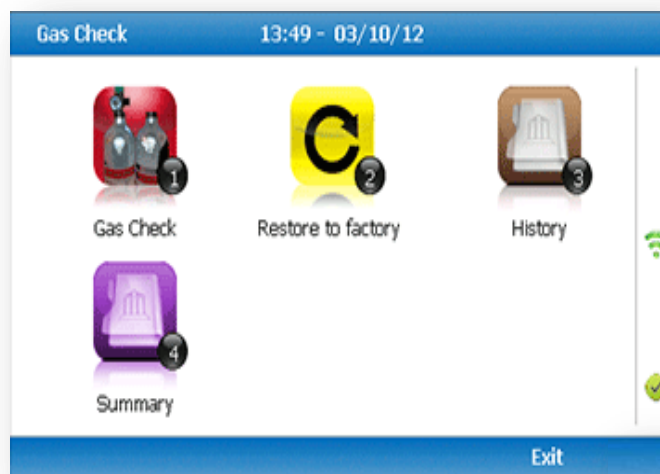 Gas Check 13:49 - 03/10/12
1 2 3
Gas Check Restore to factory History
4
Summary
Exit